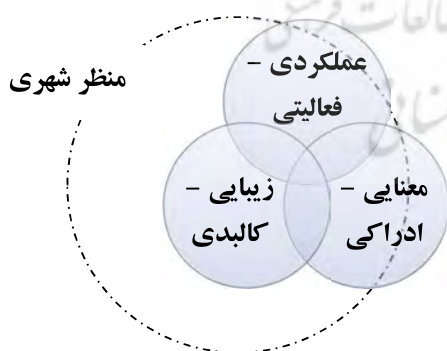 منظر شهری
عملکردی -
فعالیتی
معنایی -
ادراکی
زیبایی -
کالبدی